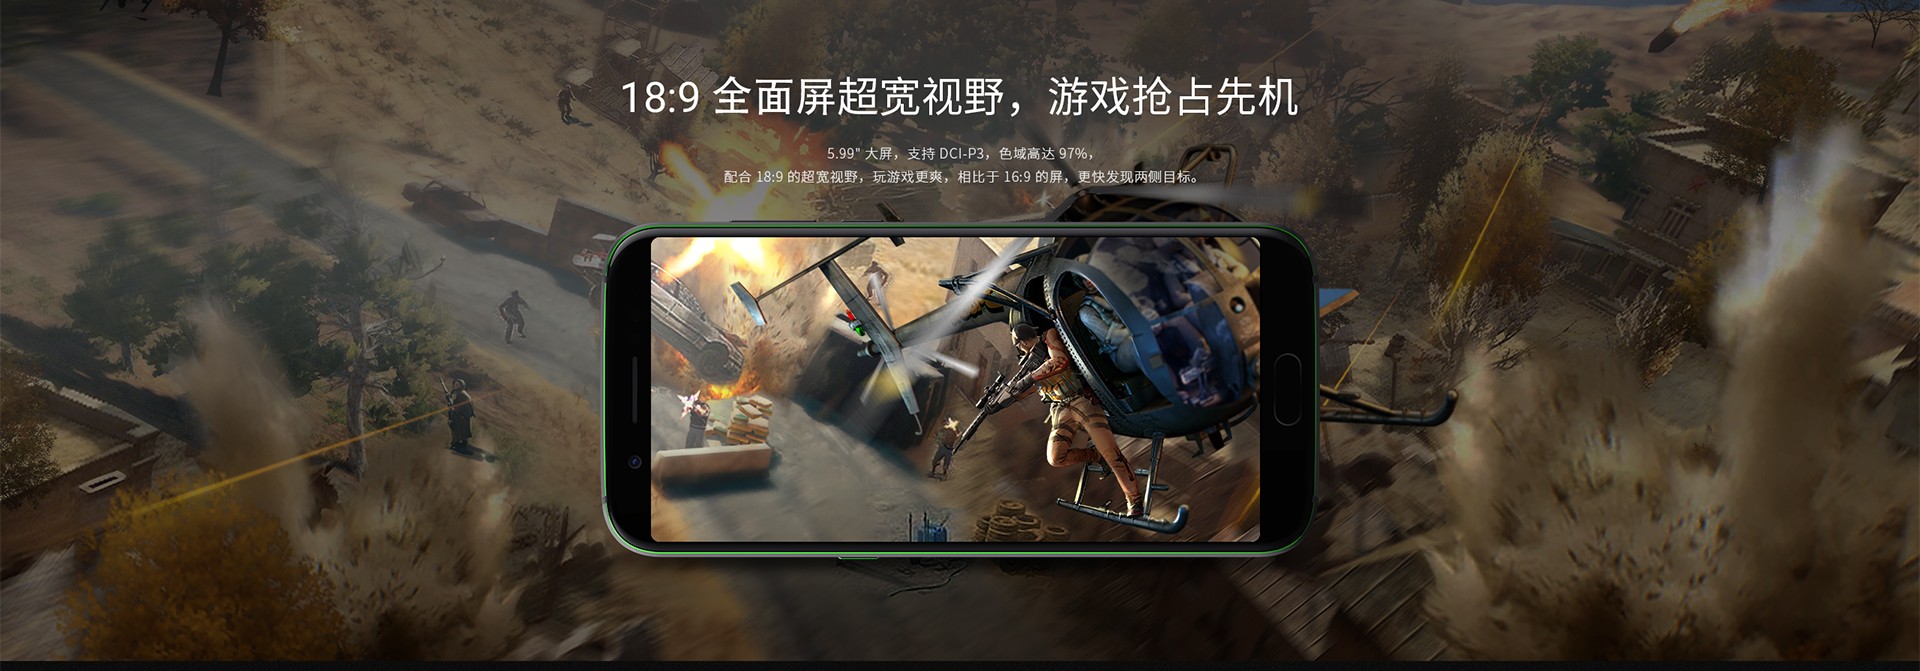 18:9 全面屏超宽视野，游戏抢占先机
5.99" 大屏，支持 DCI-P3，色域高达 97%，
配合 18:9 的超宽视野，玩游戏更爽，相比于 16:9 的屏，更快发现两侧目标。